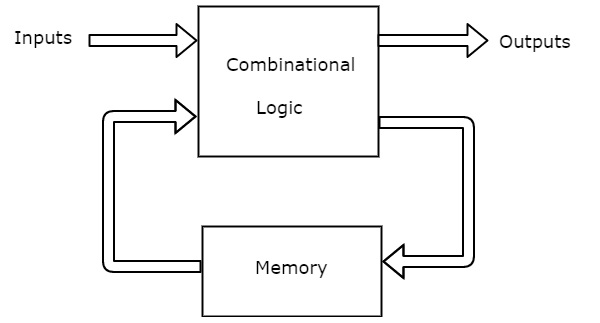 Inputs
Combinational
Logic
Outputs
Memory